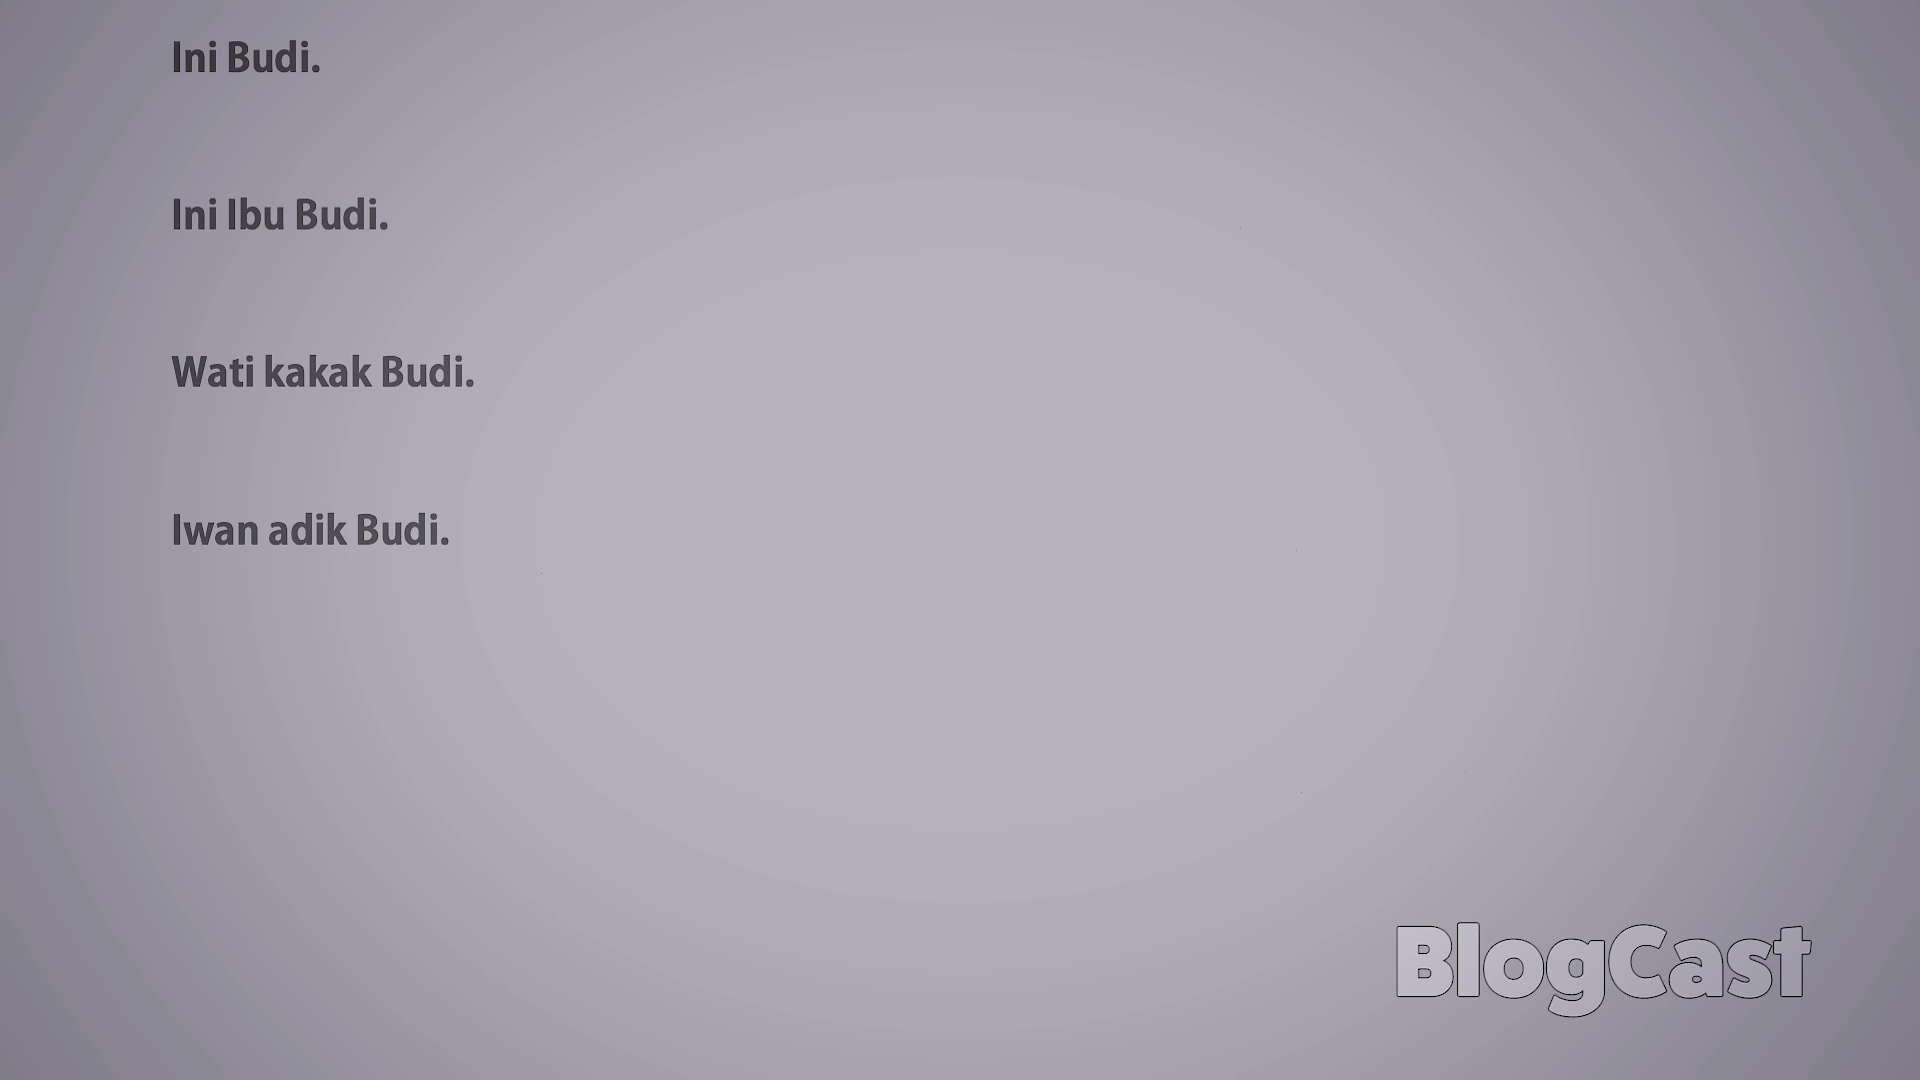 Ini Budi.
Ini Ibu Budi.
Wati kakak Budi.
Iwan adik Budi.
BlogCast